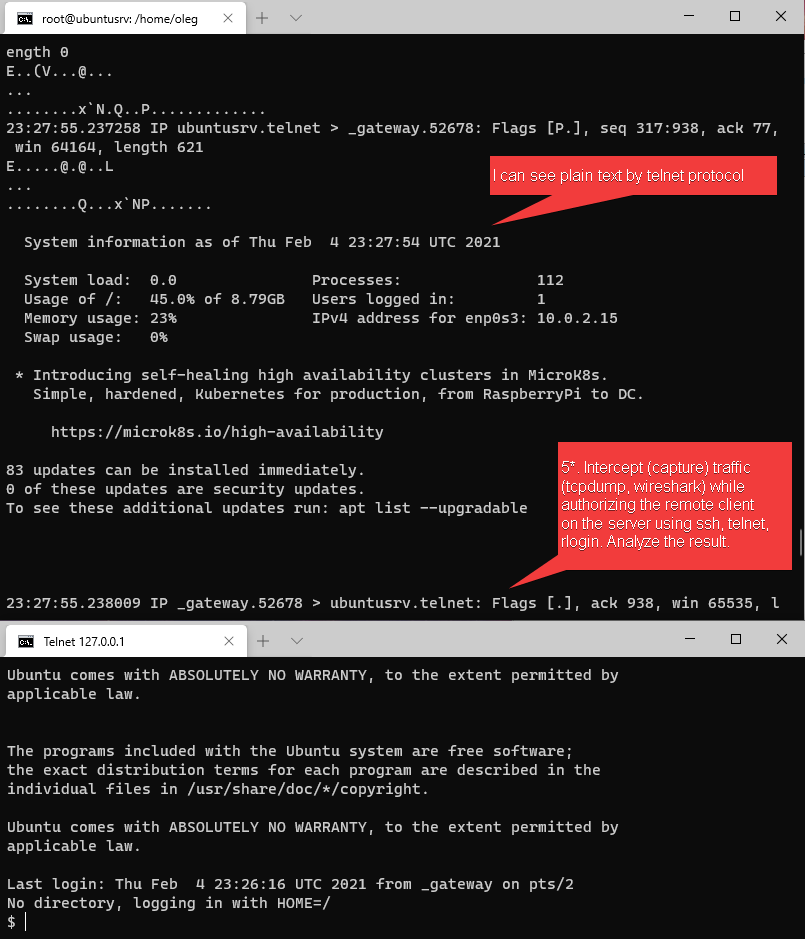 root@ubuntusrv: /home/oleg
ength 0
E..(V...@...
...
........x`N.Q..P.............
23:27:55.237258 IP ubuntusrv.telnet > _gateway.52678: Flags [P.], seq 317:938, ack 77,
 win 64164, length 621
E.....@.@..L
...
........Q...x`NP.......
I can see plain text by telnet protocol
System information as of Thu Feb  4 23:27:54 UTC 2021
System load:  0.0                Processes:               112
Usage of /:   45.0% of 8.79GB   Users logged in:         1
Memory usage: 23%               IPv4 address for enp0s3: 10.0.2.15
Swap usage:   0%
* Introducing self-healing high availability clusters in MicroK8s.
Simple, hardened, Kubernetes for production, from RaspberryPi to DC.
https://microk8s.io/high-availability
83 updates can be installed immediately.
0 of these updates are security updates.
To see these additional updates run: apt list --upgradable
5*. Intercept (capture) traffic
(tcpdump, wireshark) while
authorizing the remote client
on the server using ssh, telnet,
rlogin. Analyze the result.
23:27:55.238009 IP _gateway.52678 > ubuntusrv.telnet: Flags [.], ack 938, win 65535, l
Telnet 127.0.0.1
Ubuntu comes with ABSOLUTELY NO WARRANTY, to the extent permitted by
applicable law.
The programs included with the Ubuntu system are free software;
the exact distribution terms for each program are described in the
individual files in /usr/share/doc/*/copyright.
Ubuntu comes with ABSOLUTELY NO WARRANTY, to the extent permitted by
applicable law.
Last login: Thu Feb  4 23:26:16 UTC 2021 from _gateway on pts/2
No directory, logging in with HOME=/
$